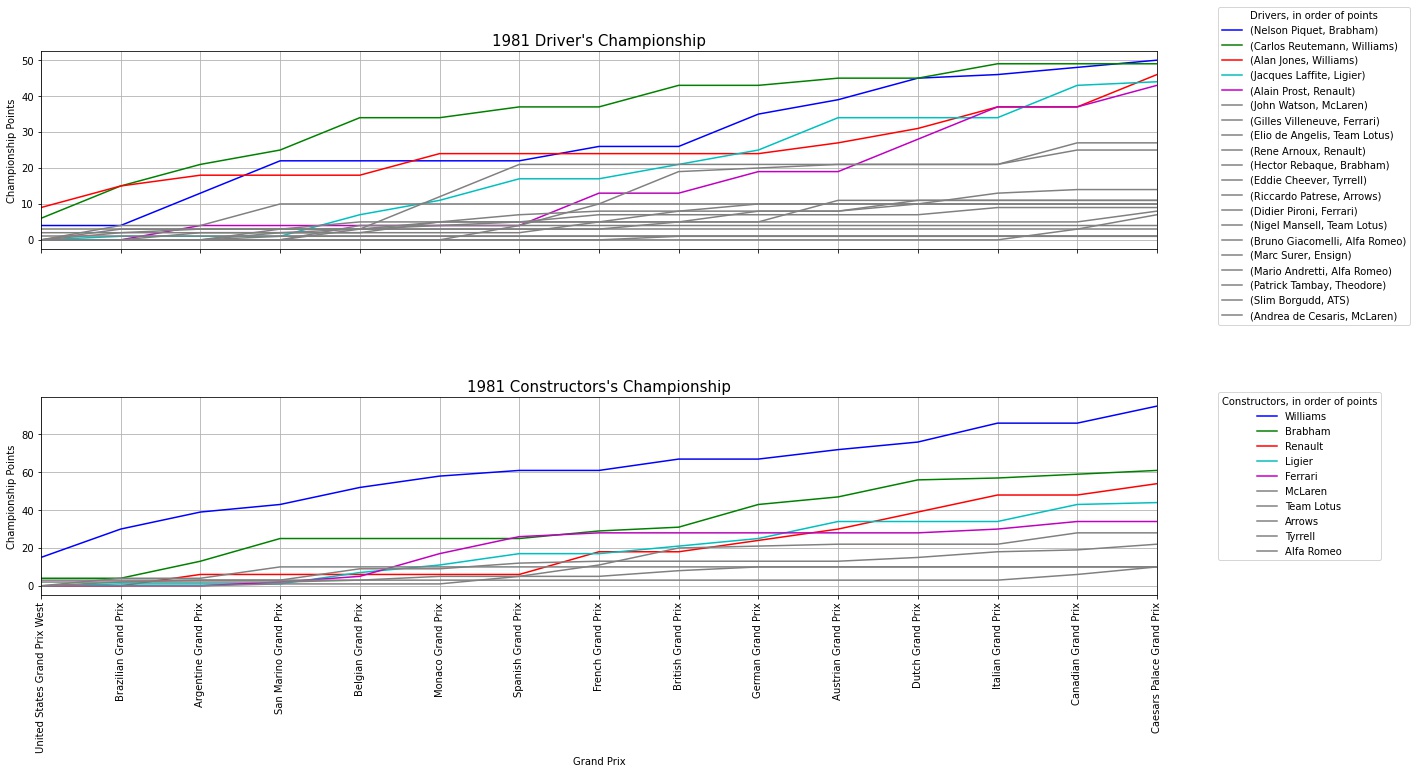 1981 Driver's Championship
Championship Points
50
40
30
20
10
0
Drivers, in order of points
(Nelson Piquet, Brabham)
(Carlos Reutemann, Williams)
(Alan Jones, Williams)
(Jacques Laffite, Ligier)
(Alain Prost, Renault)
(John Watson, McLaren)
(Gilles Villeneuve, Ferrari)
(Elio de Angelis, Team Lotus)
(Rene Arnoux, Renault)
(Hector Rebaque, Brabham)
(Eddie Cheever, Tyrrell)
(Riccardo Patrese, Arrows)
(Didier Pironi, Ferrari)
(Nigel Mansell, Team Lotus)
(Bruno Giacomelli, Alfa Romeo)
(Marc Surer, Ensign)
(Mario Andretti, Alfa Romeo)
(Patrick Tambay, Theodore)
(Slim Borgudd, ATS)
(Andrea de Cesaris, McLaren)
1981 Constructors's Championship
Championship Points
80
60
40
20
0
Constructors, in order of points
Williams
Brabham
Renault
Ligier
Ferrari
McLaren
Team Lotus
Arrows
Tyrrell
Alfa Romeo
United States Grand Prix West
Brazilian Grand Prix
Argentine Grand Prix
San Marino Grand Prix
Belgian Grand Prix
Monaco Grand Prix
Spanish Grand Prix
French Grand Prix
British Grand Prix
German Grand Prix
Austrian Grand Prix
Dutch Grand Prix
Italian Grand Prix
Canadian Grand Prix
Caesars Palace Grand Prix
Grand Prix